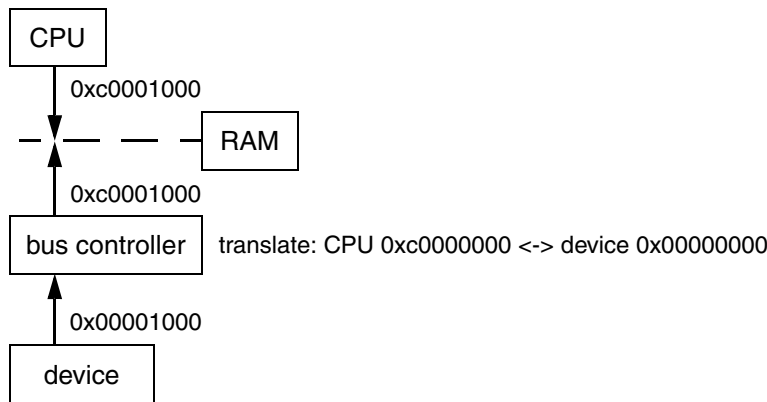 CPU
0xc0001000
RAM
0xc0001000
bus controller translate: CPU 0xc0000000 <-> device 0x00000000
0x00001000
device